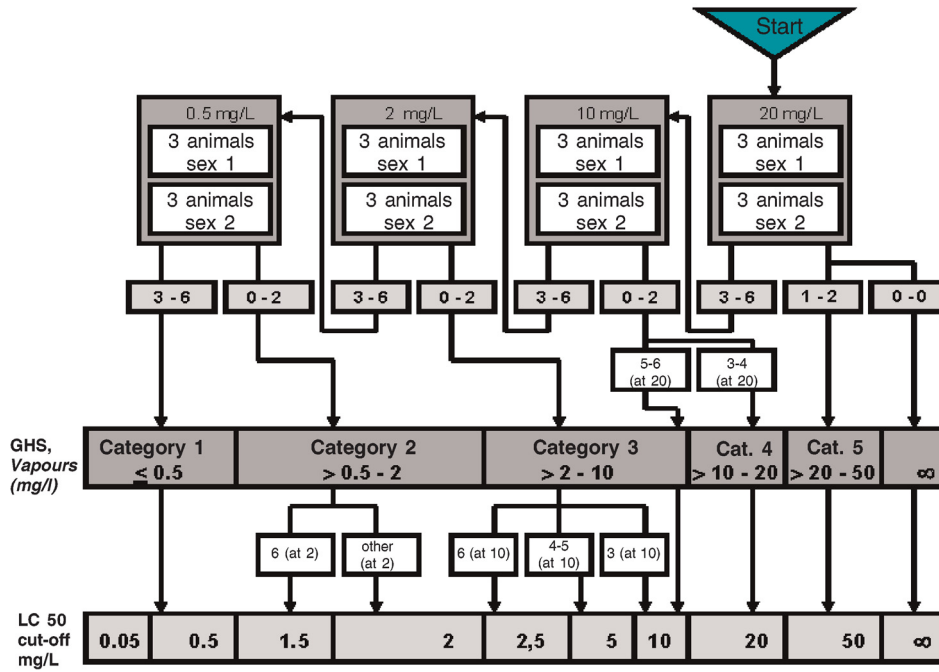 Start
0.5 mg/L
2 mg/L
10 mg/L
20 mg/L
3 animals
sex 1
3 animals
sex 1
3 animals
sex 1
3 animals
sex 1
3 animals
sex 2
3 animals
sex 2
3 animals
sex 2
3 animals
sex 2
3 - 6
0 - 2
3 - 6
0 - 2
3 - 6
0 - 2
3 - 6
1 - 2
0 - 0
5-6
(at 20)
3-4
(at 20)
GHS,
Vapours
(mg/l)
Category 1
≤ 0.5
Category 2
> 0.5 - 2
Category 3
> 2 - 10
Cat. 4
> 10 - 20
Cat. 5
> 20 - 50
∞
6 (at 2)
other
(at 2)
6 (at 10)
4-5
(at 10)
3 (at 10)
LC 50
cut-off
mg/L
0.05
0.5
1.5
2
2,5
5
10
20
50
∞